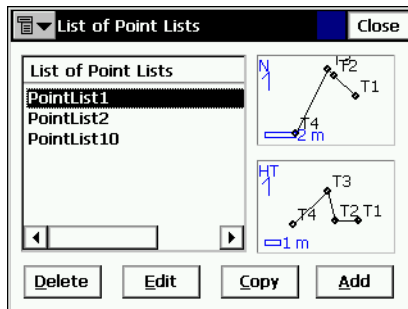 List of Point Lists
Close
List of Point Lists
PointList1
PointList2
PointList10
N
T3
T2
T1
T4
2 m
HT
T3
T4
T2
T1
1 m
Delete
Edit
Copy
Add